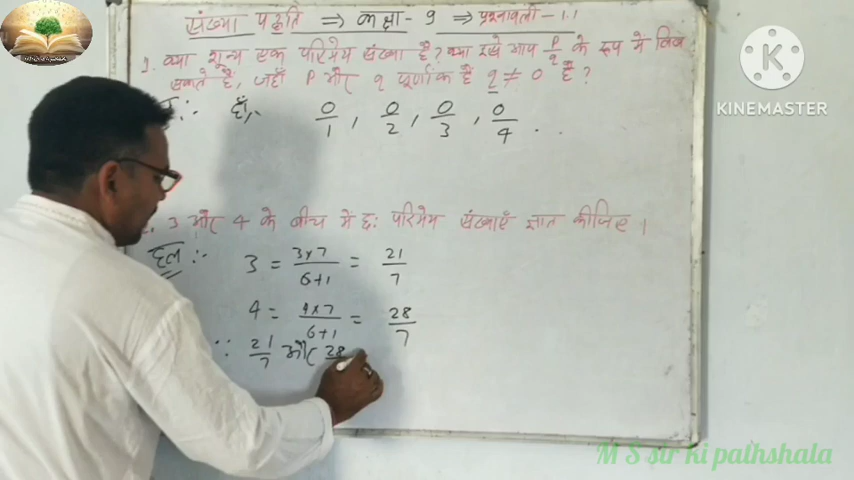 संख्या पद्धति ⇒ कक्षा - 9 ⇒ प्रश्नावली - 1.1
1. क्या शून्य एक परिमेय संख्या है? क्या इसे आप p/q के रूप में लिख
सकते हैं, जहाँ P और q पूर्णांक हैं q ≠ 0 है?
:- हाँ, 0/1, 0/2, 0/3, 0/4 . .
3 और 4 के बीच में छः परिमेय संख्याएँ ज्ञात कीजिए।
हल :- 3 = 3×7/6+1 = 21/7
4 = 4×7/6+1 = 28/7
∵ 21/7 और 28
KINEMASTER
M S sir ki pathshala